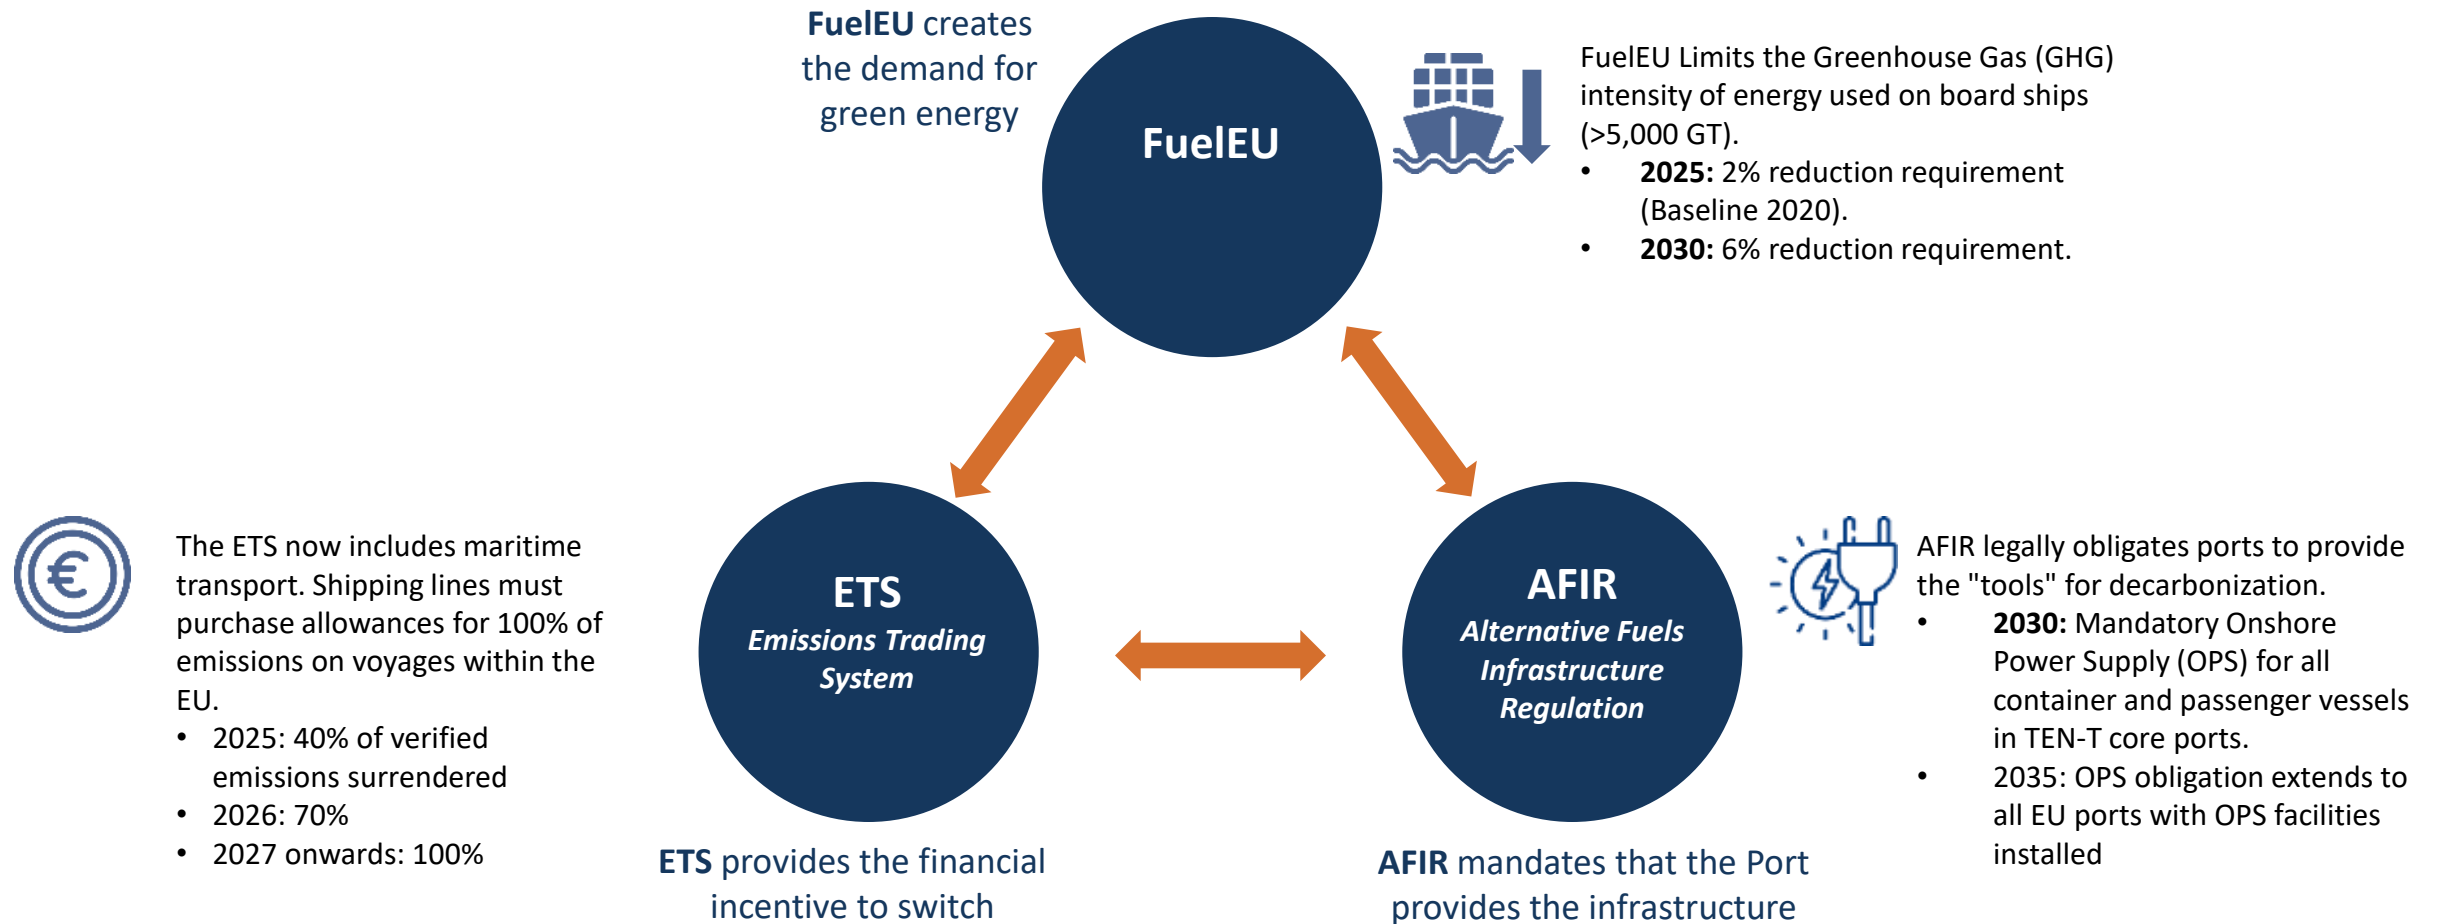 FuelEU creates
the demand for
green energy
FuelEU
FuelEU Limits the Greenhouse Gas (GHG)
intensity of energy used on board ships
(>5,000 GT).
• 2025: 2% reduction requirement
(Baseline 2020).
• 2030: 6% reduction requirement.
€
The ETS now includes maritime
transport. Shipping lines must
purchase allowances for 100% of
emissions on voyages within the
EU.
• 2025: 40% of verified
emissions surrendered
• 2026: 70%
• 2027 onwards: 100%
ETS
Emissions Trading
System
ETS provides the financial
incentive to switch
AFIR
Alternative Fuels
Infrastructure
Regulation
AFIR mandates that the Port
provides the infrastructure
AFIR legally obligates ports to provide
the "tools" for decarbonization.
• 2030: Mandatory Onshore
Power Supply (OPS) for all
container and passenger vessels
in TEN-T core ports.
• 2035: OPS obligation extends to
all EU ports with OPS facilities
installed